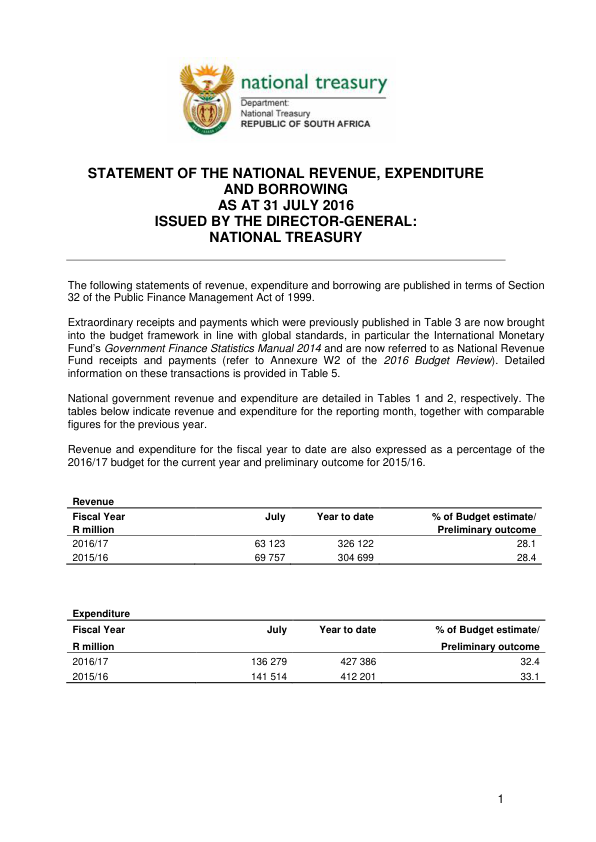 national treasury
Department:
National Treasury
REPUBLIC OF SOUTH AFRICA
STATEMENT OF THE NATIONAL REVENUE, EXPENDITURE
AND BORROWING
AS AT 31 JULY 2016
ISSUED BY THE DIRECTOR-GENERAL:
NATIONAL TREASURY
The following statements of revenue, expenditure and borrowing are published in terms of Section
32 of the Public Finance Management Act of 1999.
Extraordinary receipts and payments which were previously published in Table 3 are now brought
into the budget framework in line with global standards, in particular the International Monetary
Fund's Government Finance Statistics Manual 2014 and are now referred to as National Revenue
Fund receipts and payments (refer to Annexure W2 of the 2016 Budget Review). Detailed
information on these transactions is provided in Table 5.
National government revenue and expenditure are detailed in Tables 1 and 2, respectively. The
tables below indicate revenue and expenditure for the reporting month, together with comparable
figures for the previous year.
Revenue and expenditure for the fiscal year to date are also expressed as a percentage of the
2016/17 budget for the current year and preliminary outcome for 2015/16.
Revenue
Fiscal Year July Year to date % of Budget estimate/
R million Preliminary outcome
2016/17 63 123 326 122 28.1
2015/16 69 757 304 699 28.4
Expenditure
Fiscal Year July Year to date % of Budget estimate/
R million Preliminary outcome
2016/17 136 279 427 386 32.4
2015/16 141 514 412 201 33.1
1